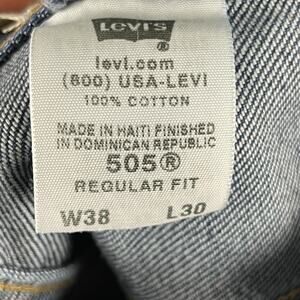 Levi's
®
levi.com
(800) USA-LEVI
100% COTTON
MADE IN HAITI FINISHED
IN DOMINICAN REPUBLIC
505®
REGULAR FIT
W38 L30